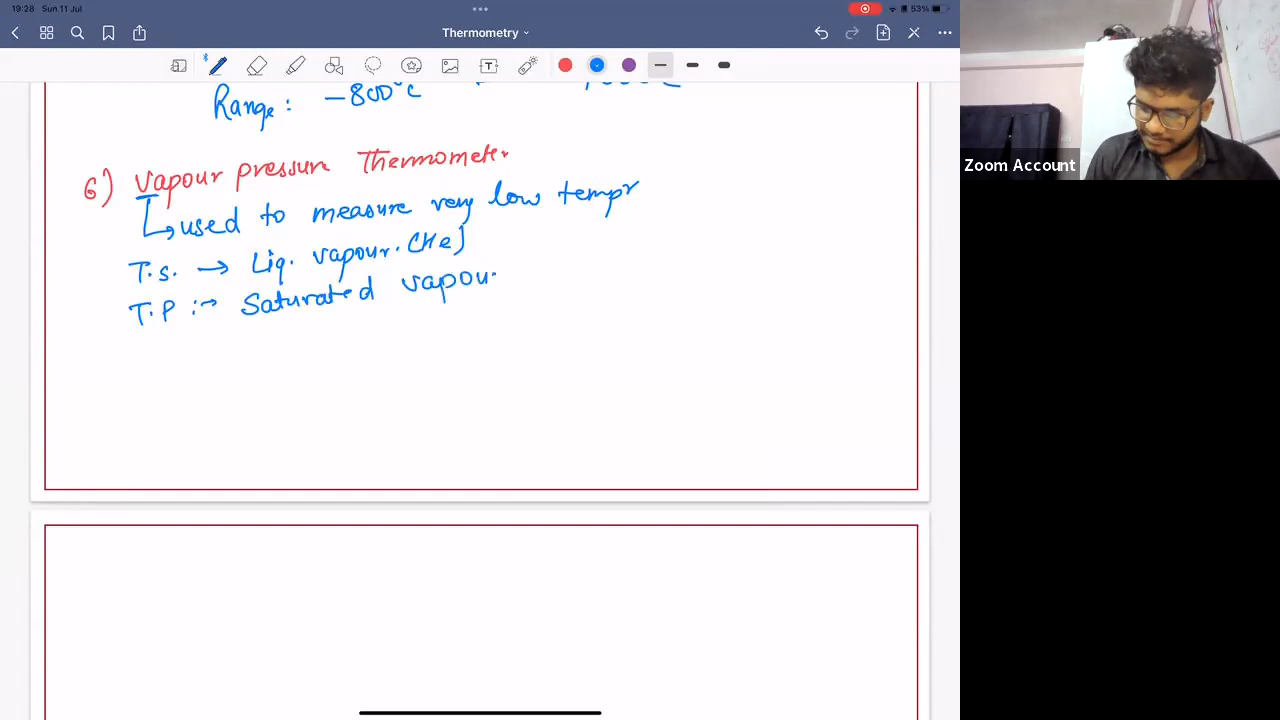 19:28 Sun 11 Jul
53%
Thermometry
T
Range : -800°C
6) Vapour pressure Thermometer
used to measure very low tempr
T.S. → Liq. vapour. (He)
T.P :→ Saturated vapou
Zoom Account